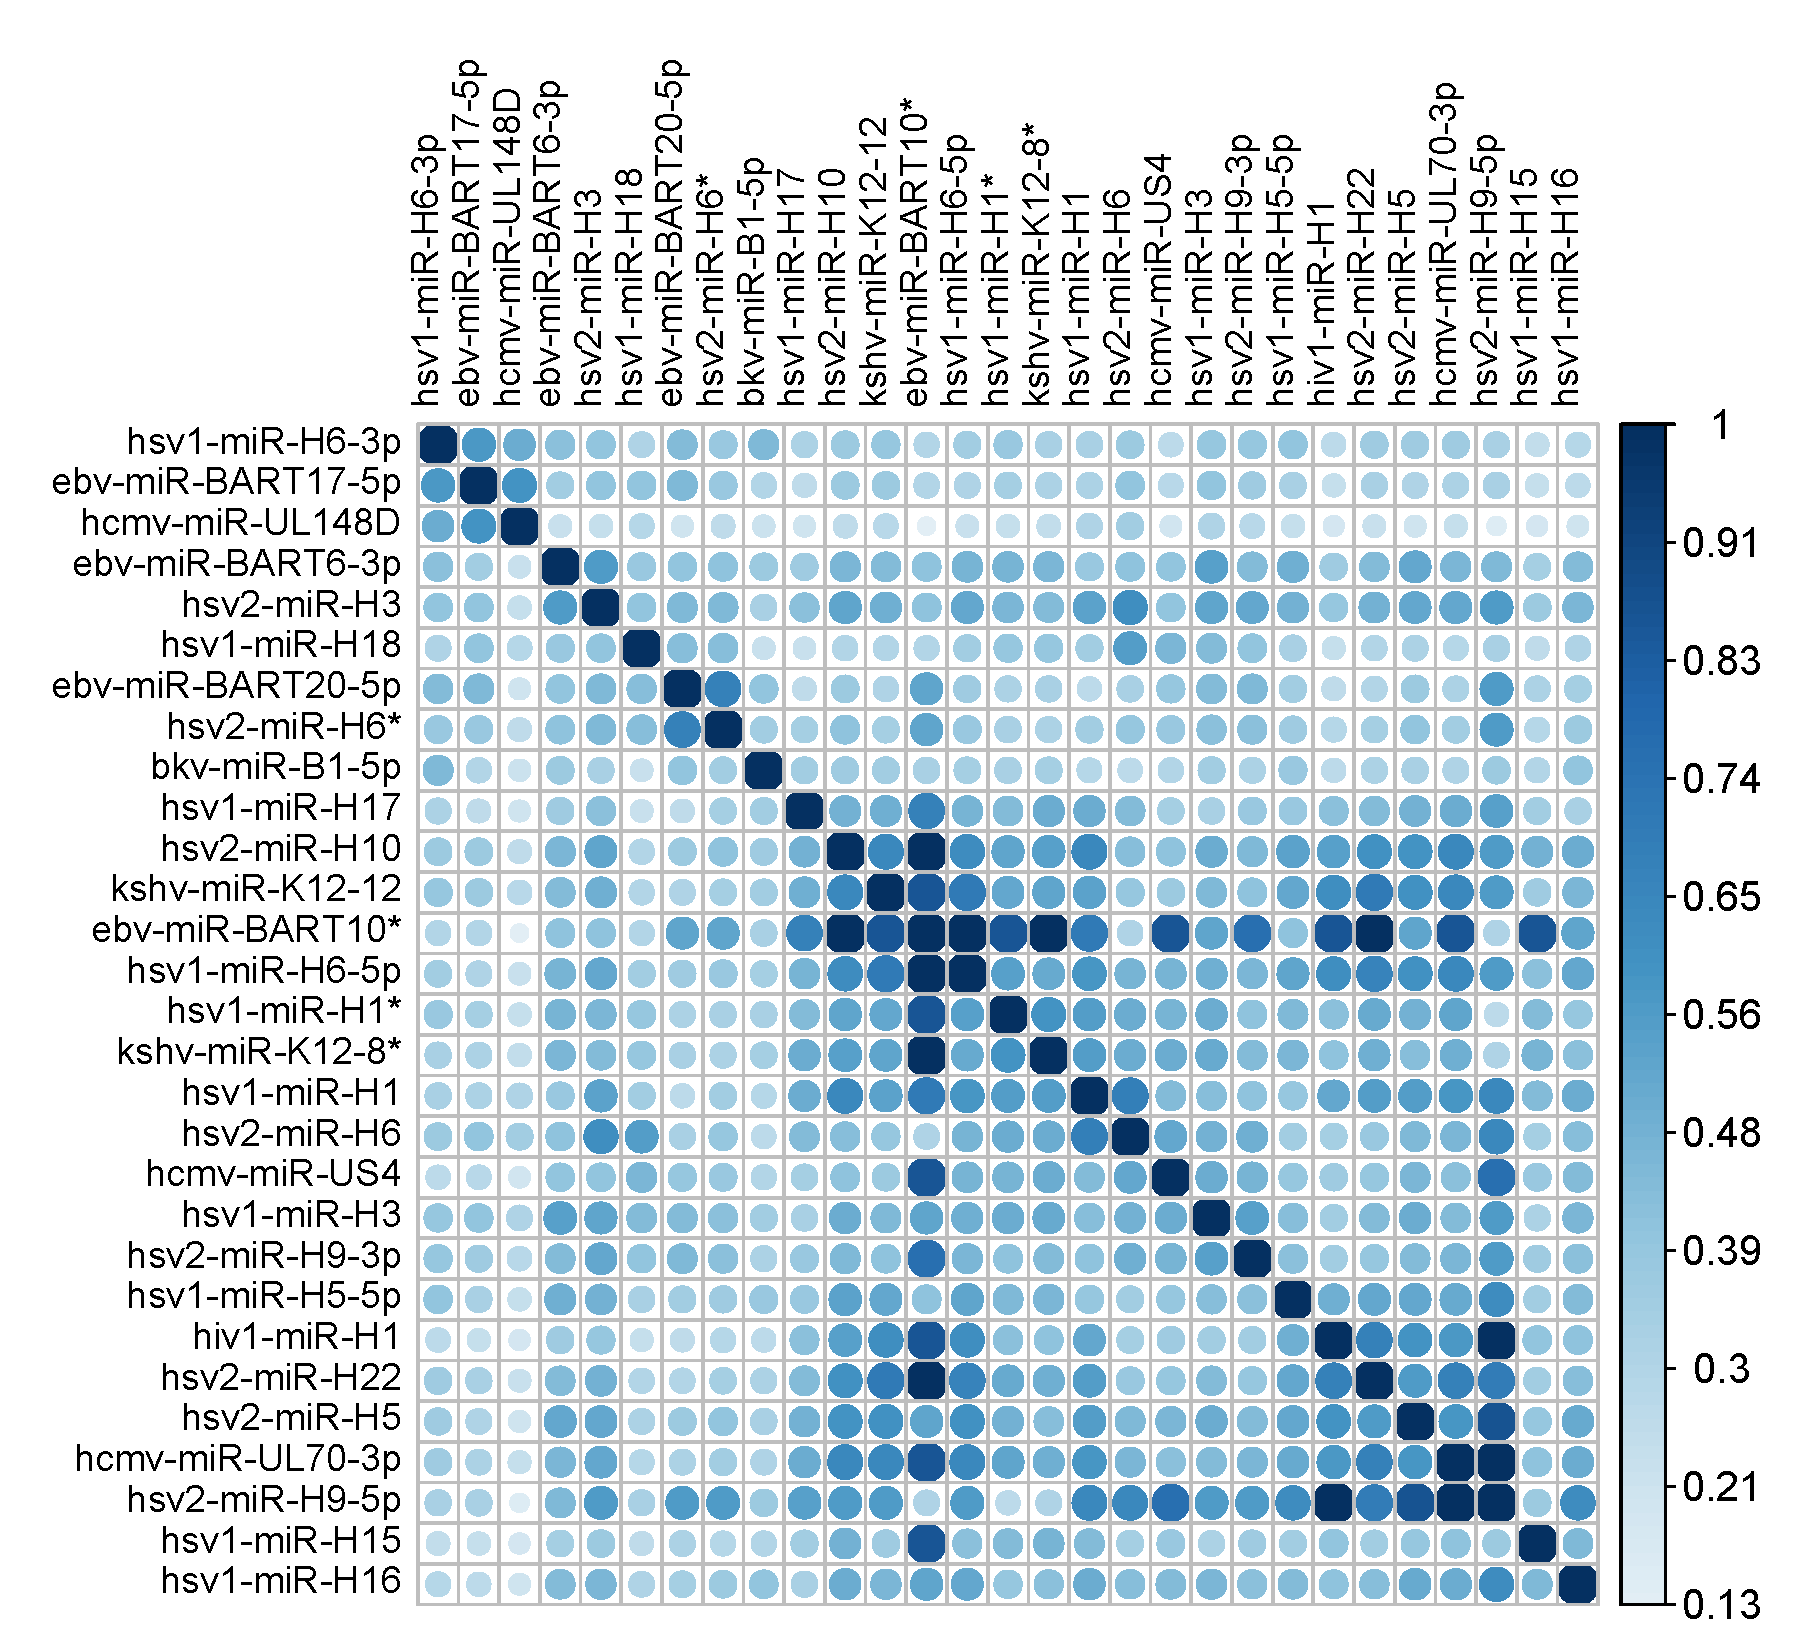 hsv1-miR-H6-3p
ebv-miR-BART17-5p
hcmv-miR-UL148D
ebv-miR-BART6-3p
hsv2-miR-H3
hsv1-miR-H18
ebv-miR-BART20-5p
hsv2-miR-H6*
bkv-miR-B1-5p
hsv1-miR-H17
hsv2-miR-H10
kshv-miR-K12-12
ebv-miR-BART10*
hsv1-miR-H6-5p
hsv1-miR-H1*
kshv-miR-K12-8*
hsv1-miR-H1
hsv2-miR-H6
hcmv-miR-US4
hsv1-miR-H3
hsv2-miR-H9-3p
hsv1-miR-H5-5p
hiv1-miR-H1
hsv2-miR-H22
hsv2-miR-H5
hcmv-miR-UL70-3p
hsv2-miR-H9-5p
hsv1-miR-H15
hsv1-miR-H16
hsv1-miR-H6-3p
ebv-miR-BART17-5p
hcmv-miR-UL148D
ebv-miR-BART6-3p
hsv2-miR-H3
hsv1-miR-H18
ebv-miR-BART20-5p
hsv2-miR-H6*
bkv-miR-B1-5p
hsv1-miR-H17
hsv2-miR-H10
kshv-miR-K12-12
ebv-miR-BART10*
hsv1-miR-H6-5p
hsv1-miR-H1*
kshv-miR-K12-8*
hsv1-miR-H1
hsv2-miR-H6
hcmv-miR-US4
hsv1-miR-H3
hsv2-miR-H9-3p
hsv1-miR-H5-5p
hiv1-miR-H1
hsv2-miR-H22
hsv2-miR-H5
hcmv-miR-UL70-3p
hsv2-miR-H9-5p
hsv1-miR-H15
hsv1-miR-H16
1
0.91
0.83
0.74
0.65
0.56
0.48
0.39
0.3
0.21
0.13